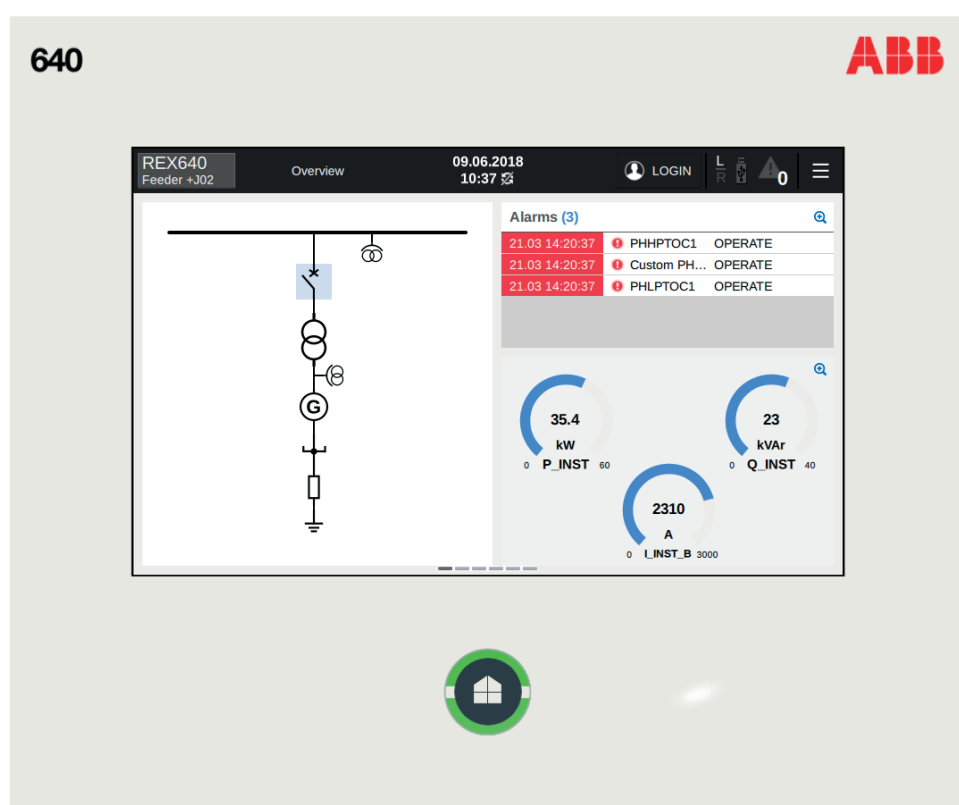 640
ABB
REX640
Feeder +J02
Overview
09.06.2018
10:37
LOGIN
L
R
0
Alarms (3)
21.03 14:20:37 PHHPTOC1 OPERATE
21.03 14:20:37 Custom PH... OPERATE
21.03 14:20:37 PHLPTOC1 OPERATE
G
35.4
kW
0 P_INST 60
23
kVAr
0 Q_INST 40
2310
A
0 I_INST_B 3000